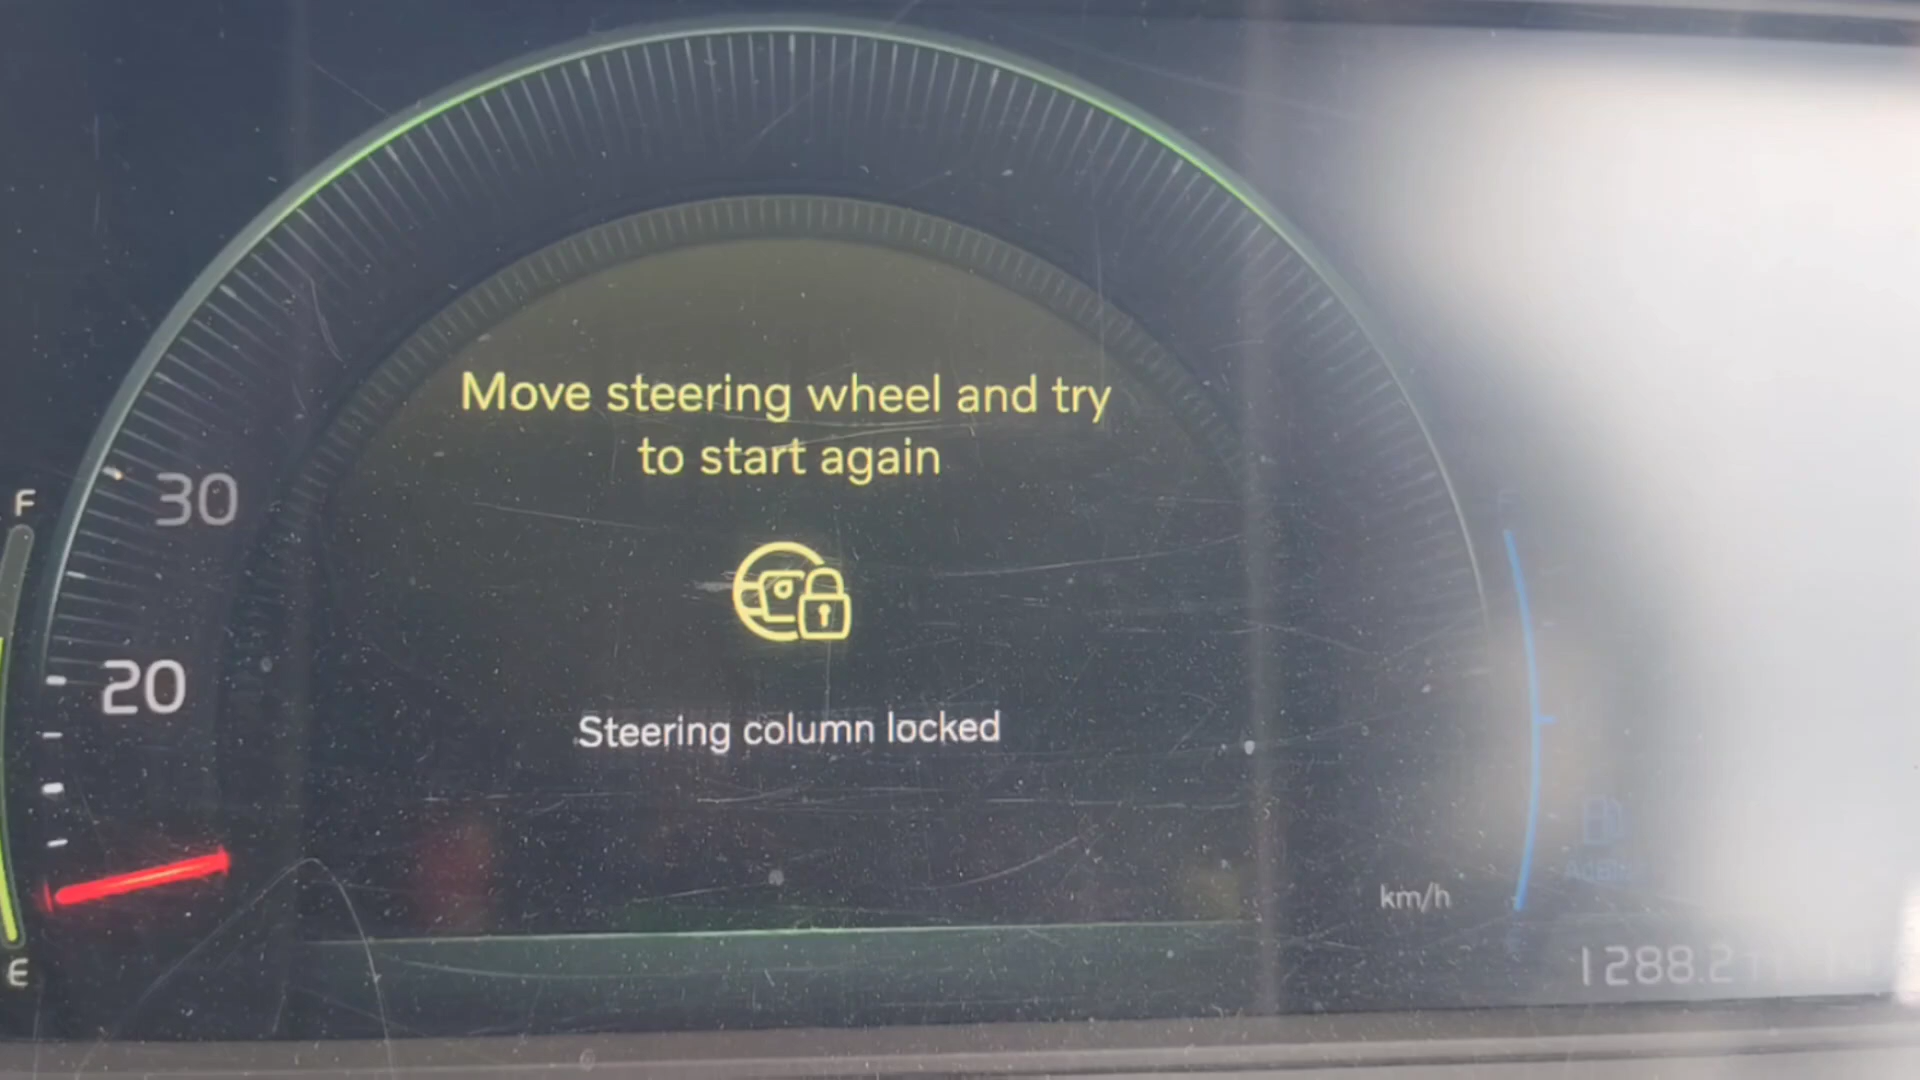 Move steering wheel and try
to start again
Steering column locked
30
20
F
E
km/h
1288.2